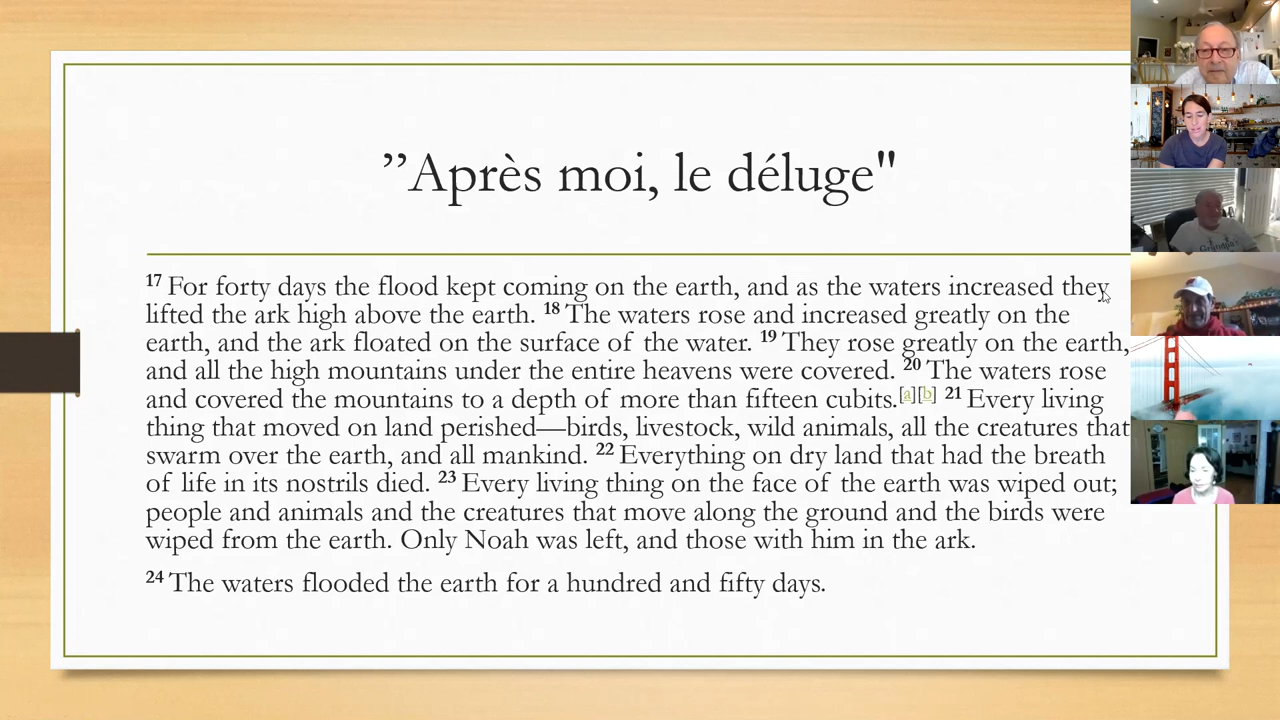 ”Après moi, le déluge"
17 For forty days the flood kept coming on the earth, and as the waters increased they
lifted the ark high above the earth. 18 The waters rose and increased greatly on the
earth, and the ark floated on the surface of the water. 19 They rose greatly on the earth,
and all the high mountains under the entire heavens were covered. 20 The waters rose
and covered the mountains to a depth of more than fifteen cubits.[a][b] 21 Every living
thing that moved on land perished—birds, livestock, wild animals, all the creatures that
swarm over the earth, and all mankind. 22 Everything on dry land that had the breath
of life in its nostrils died. 23 Every living thing on the face of the earth was wiped out;
people and animals and the creatures that move along the ground and the birds were
wiped from the earth. Only Noah was left, and those with him in the ark.
24 The waters flooded the earth for a hundred and fifty days.